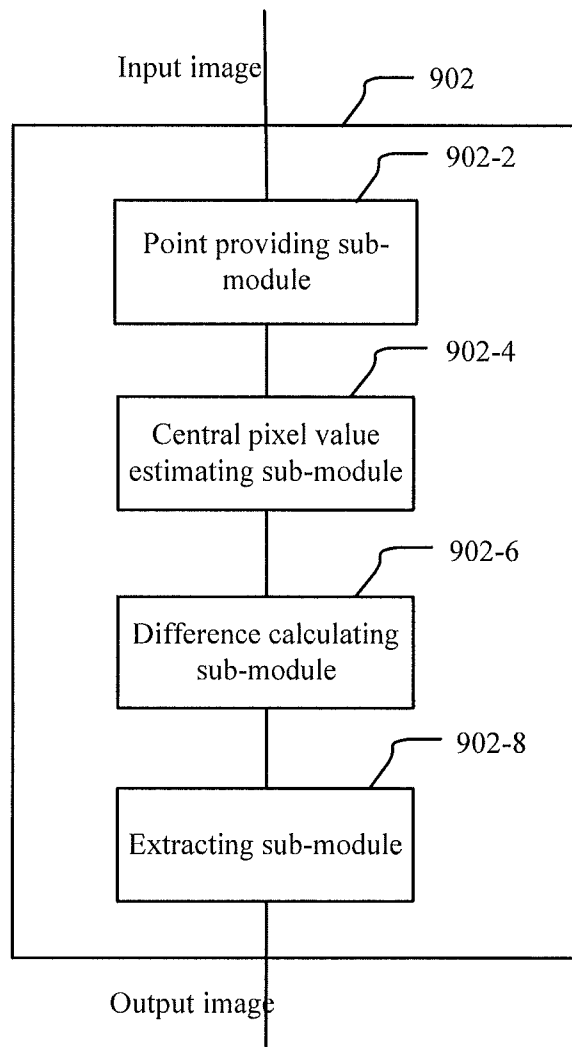 Input image
902
902-2
Point providing sub-
module
902-4
Central pixel value
estimating sub-module
902-6
Difference calculating
sub-module
902-8
Extracting sub-module
Output image